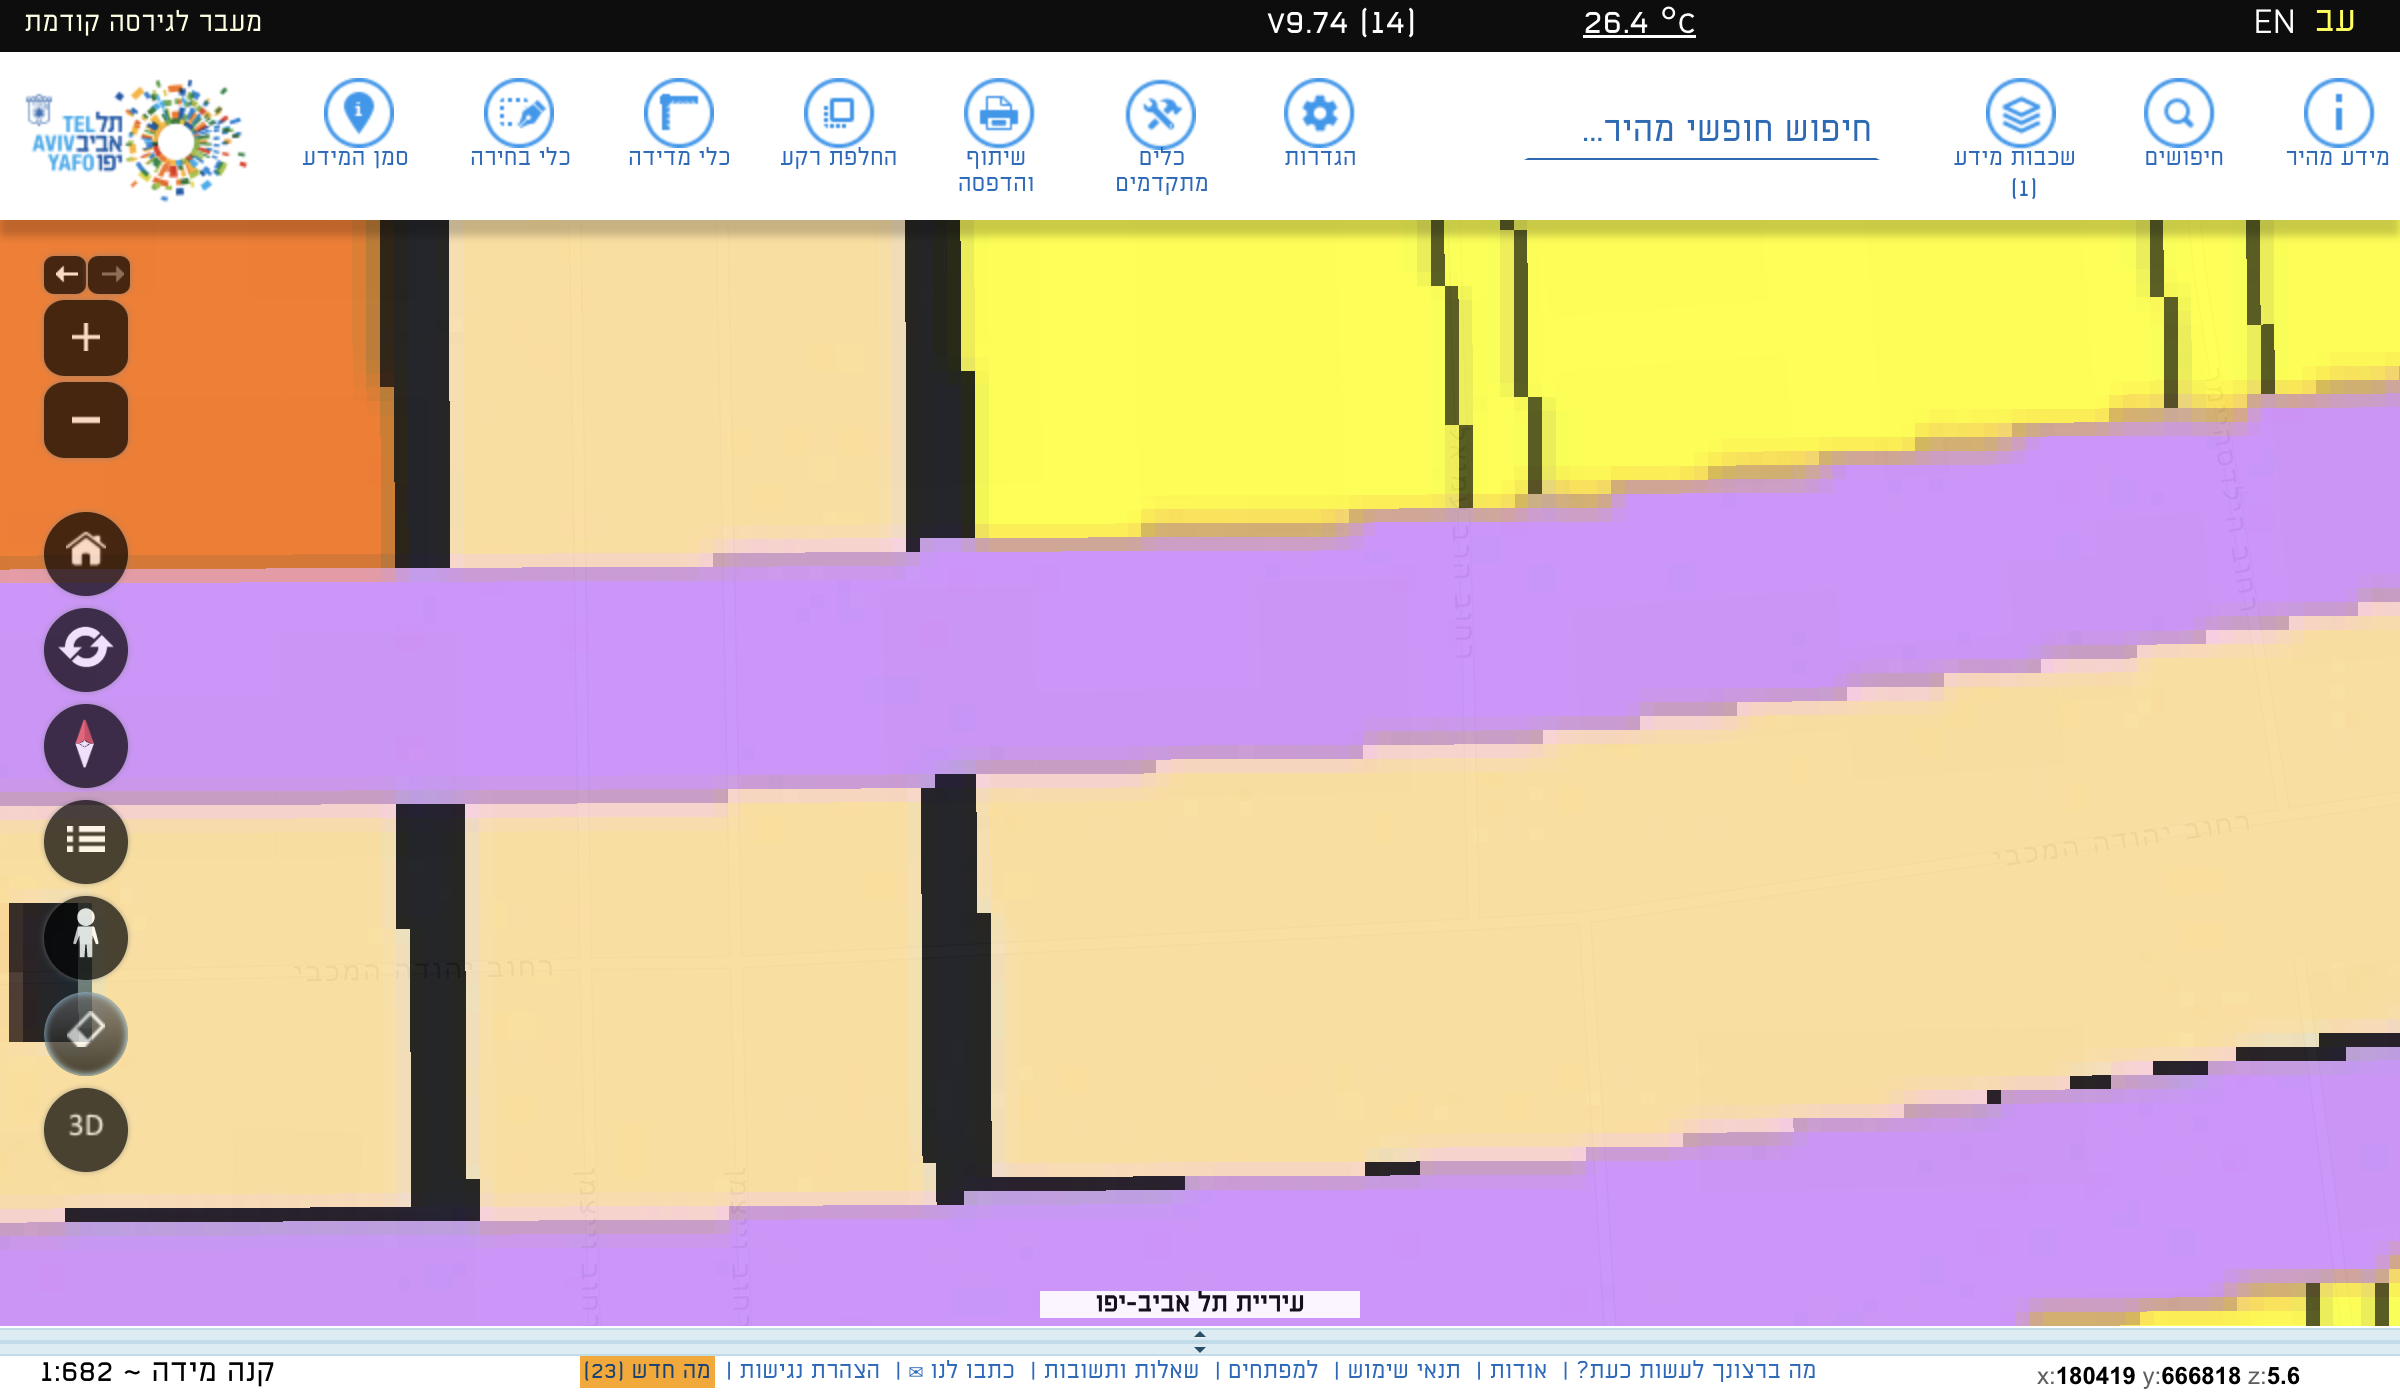 מעבר לגירסה קודמת
V9.74 (14)
26.4 °C
EN עב
מידע מהיר
חיפושים
שכבות מידע
(1)
חיפוש חופשי מהיר...
הגדרות
כלים
מתקדמים
שיתוף
והדפסה
החלפת רקע
כלי מדידה
כלי בחירה
סמן המידע
TEL תל
AVIV אביב
YAFO יפו
רחוב יהודה המכבי
רחוב יהודה המכבי
3D
עיריית תל אביב-יפו
מה ברצונך לעשות כעת? | אודות | תנאי שימוש | למפתחים | שאלות ותשובות | כתבו לנו ✉ | הצהרת נגישות | מה חדש (23)
קנה מידה ~ 1:682
x:180419 y:666818 z:5.6